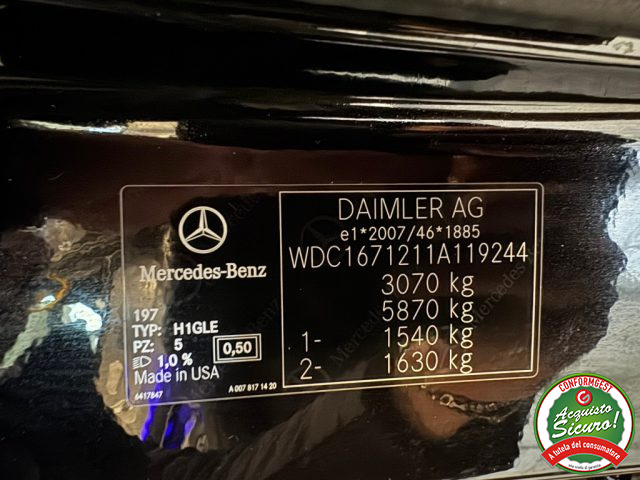 DAIMLER AG
e1*2007/46*1885
WDC1671211A119244
3070 kg
5870 kg
1- 1540 kg
2- 1630 kg
Mercedes-Benz
197
TYP: H1GLE
PZ: 5
1,0 %
0,50
Made in USA
6417847
A 007 817 14 20
CONFORMGEST
Acquisto
Sicuro!
A tutela del consumatore